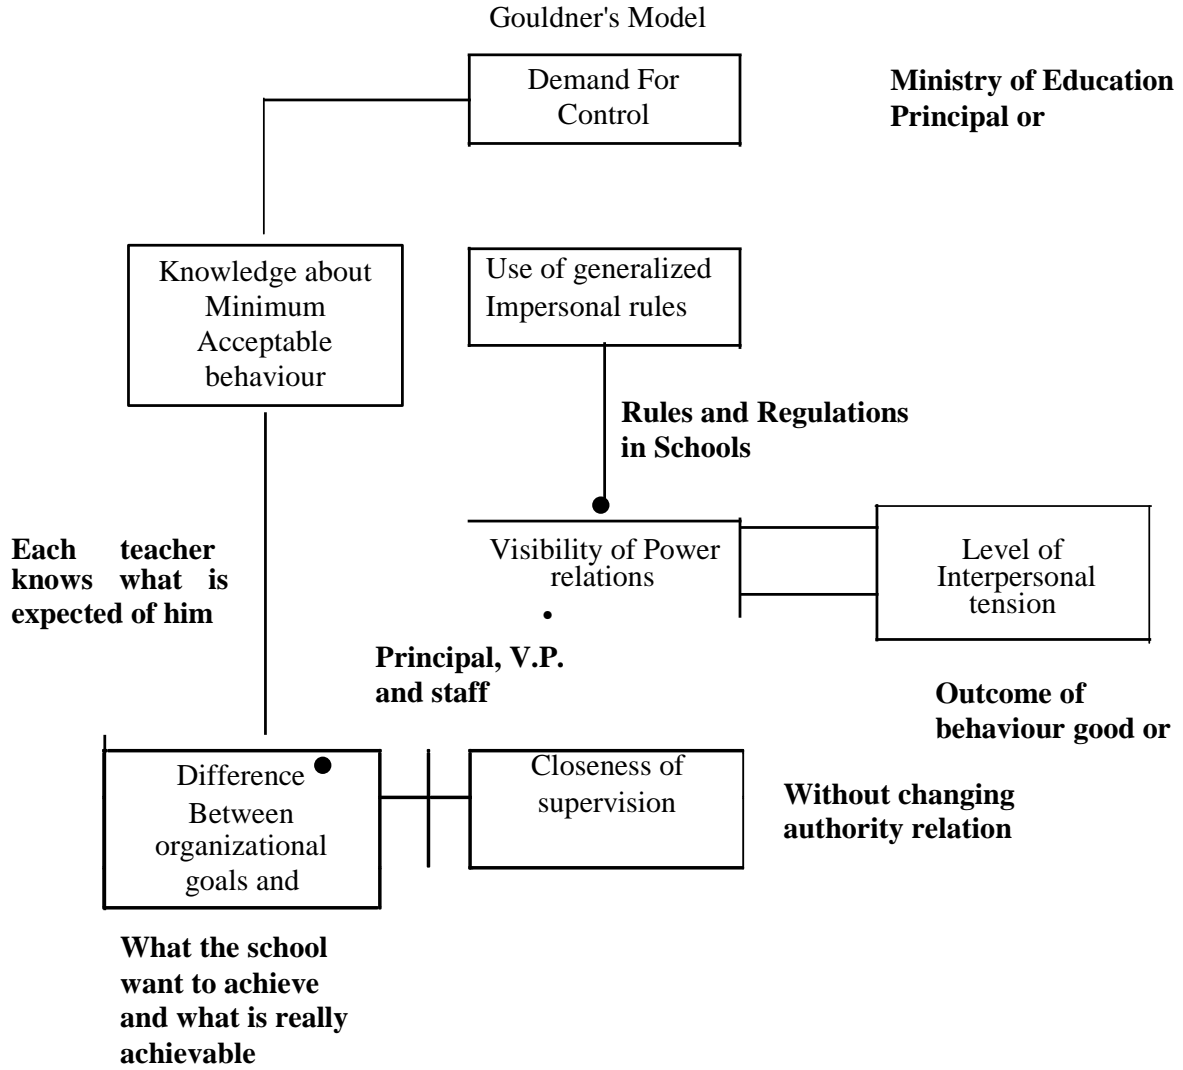 Gouldner's Model
Demand For
Control
Ministry of Education
Principal or
Knowledge about
Minimum
Acceptable
behaviour
Use of generalized
Impersonal rules
Rules and Regulations
in Schools
Each teacher
knows what is
expected of him
Visibility of Power
relations
Level of
Interpersonal
tension
Principal, V.P.
and staff
Outcome of
behaviour good or
Difference
Between
organizational
goals and
Closeness of
supervision
Without changing
authority relation
What the school
want to achieve
and what is really
achievable